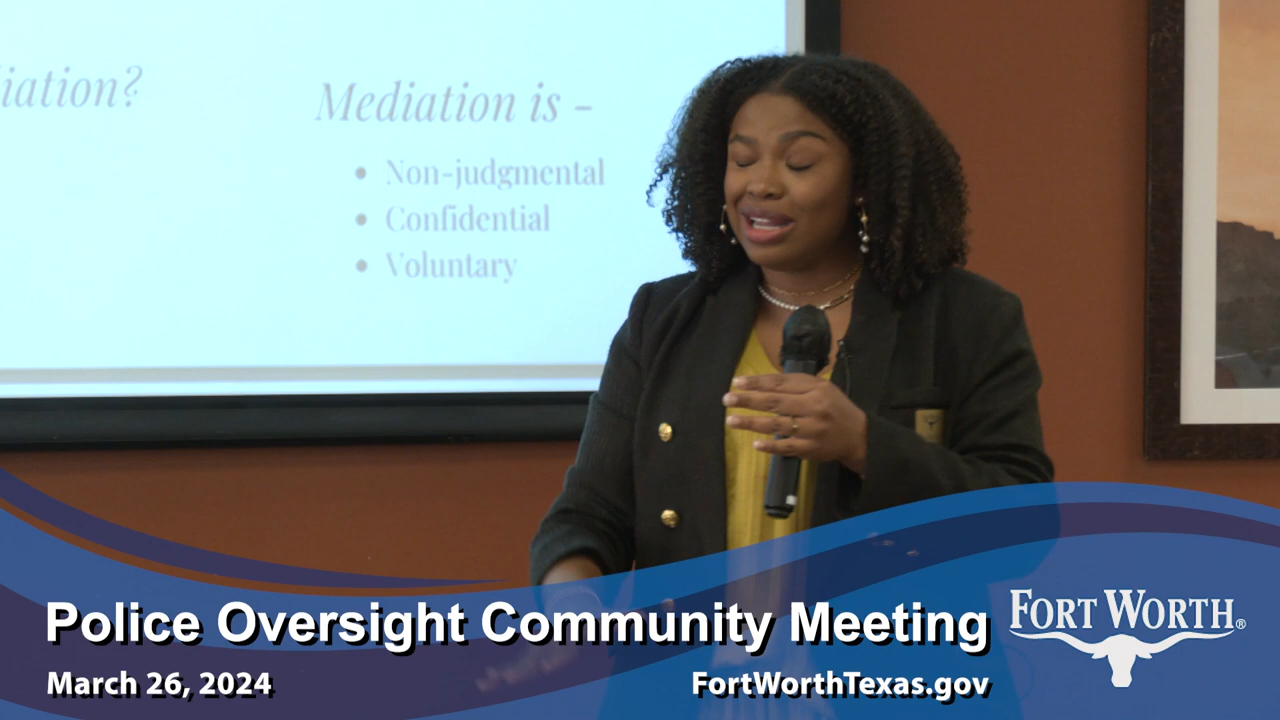 iation?
Mediation is -
• Non-judgmental
• Confidential
• Voluntary
Police Oversight Community Meeting
March 26, 2024
FortWorthTexas.gov
FORT WORTH®